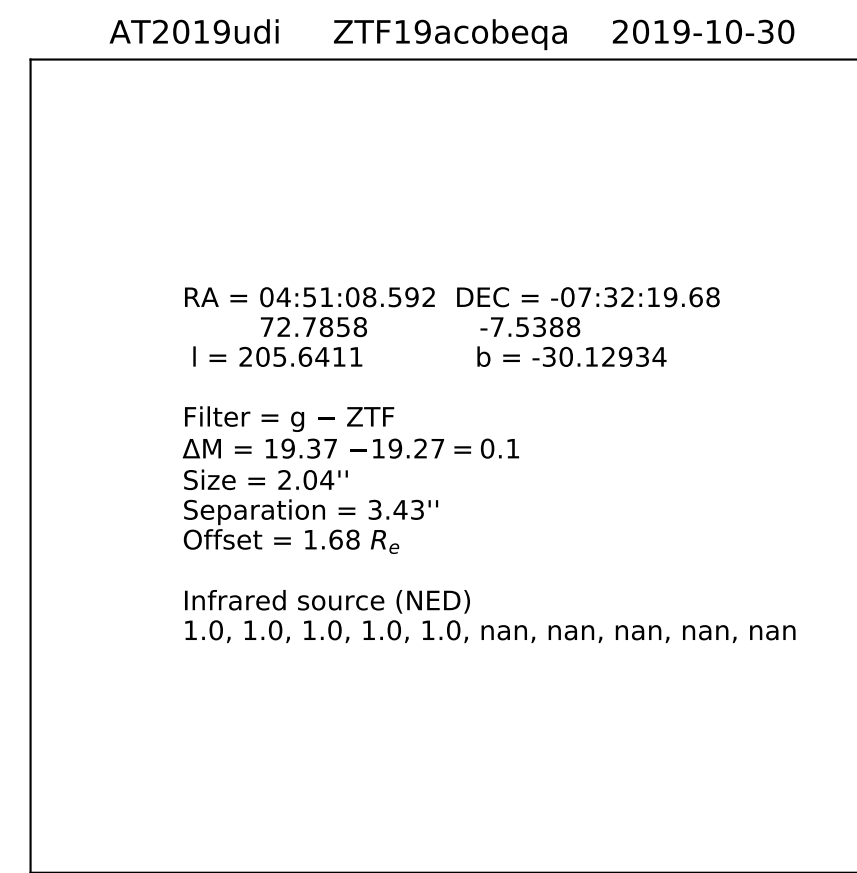 AT2019udi ZTF19acobeqa 2019-10-30
RA = 04:51:08.592 DEC = -07:32:19.68
72.7858 -7.5388
l = 205.6411 b = -30.12934
Filter = g − ZTF
ΔM = 19.37 −19.27 = 0.1
Size = 2.04''
Separation = 3.43''
Offset = 1.68 Re
Infrared source (NED)
1.0, 1.0, 1.0, 1.0, 1.0, nan, nan, nan, nan, nan